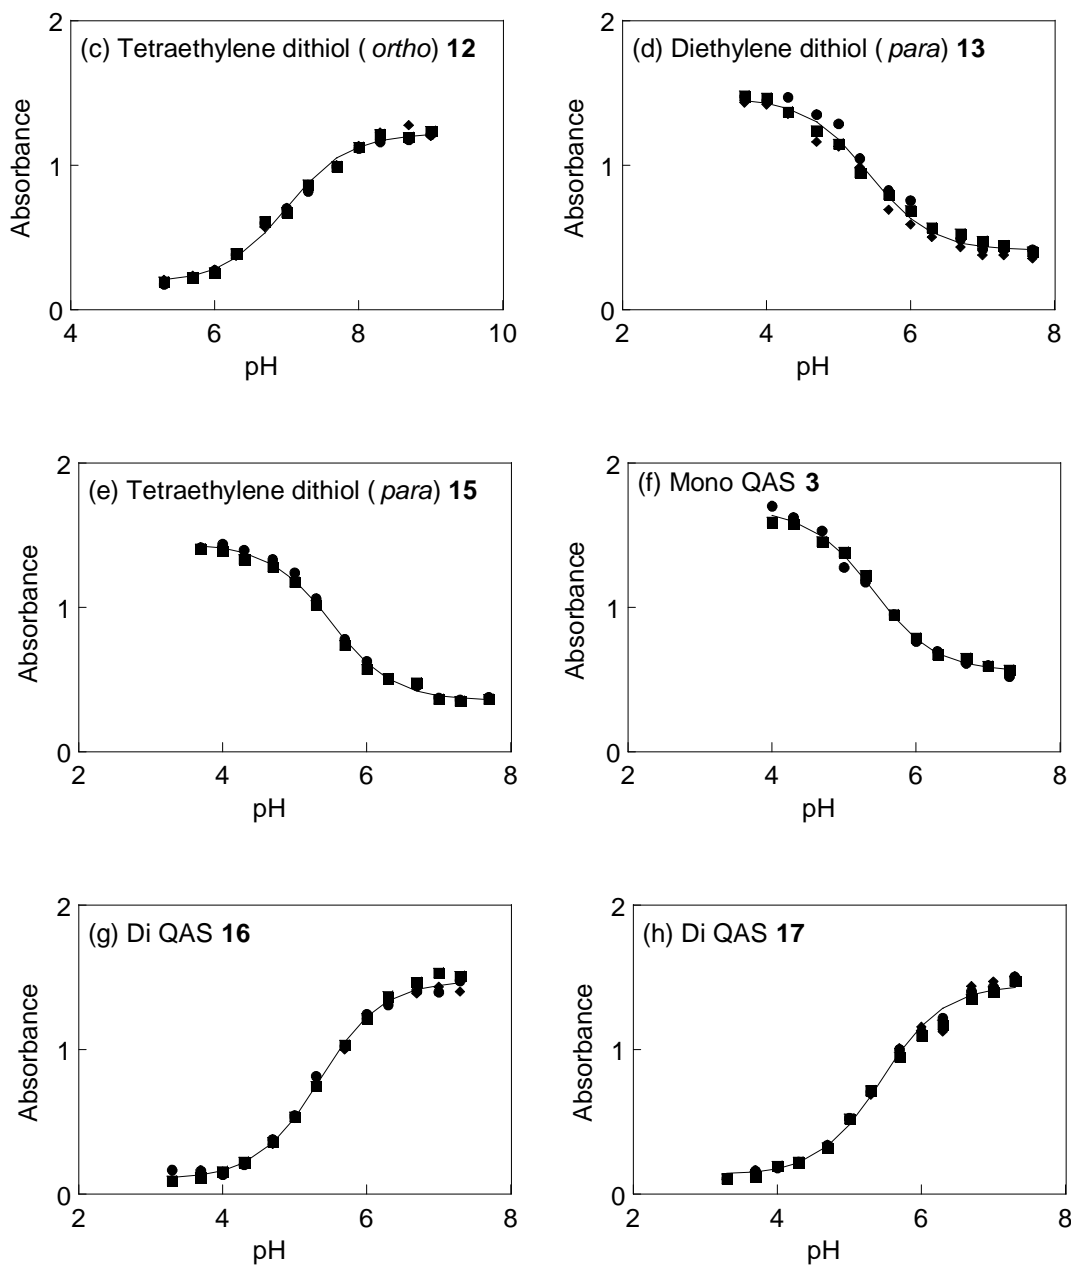 2
2
(c) Tetraethylene dithiol (ortho) 12
(d) Diethylene dithiol (para) 13
Absorbance
Absorbance
1
1
0
0
4
6
8
10
2
4
6
8
pH
pH
2
2
(e) Tetraethylene dithiol (para) 15
(f) Mono QAS 3
Absorbance
Absorbance
1
1
0
0
2
4
6
8
2
4
6
8
pH
pH
2
2
(g) Di QAS 16
(h) Di QAS 17
Absorbance
Absorbance
1
1
0
0
2
4
6
8
2
4
6
8
pH
pH